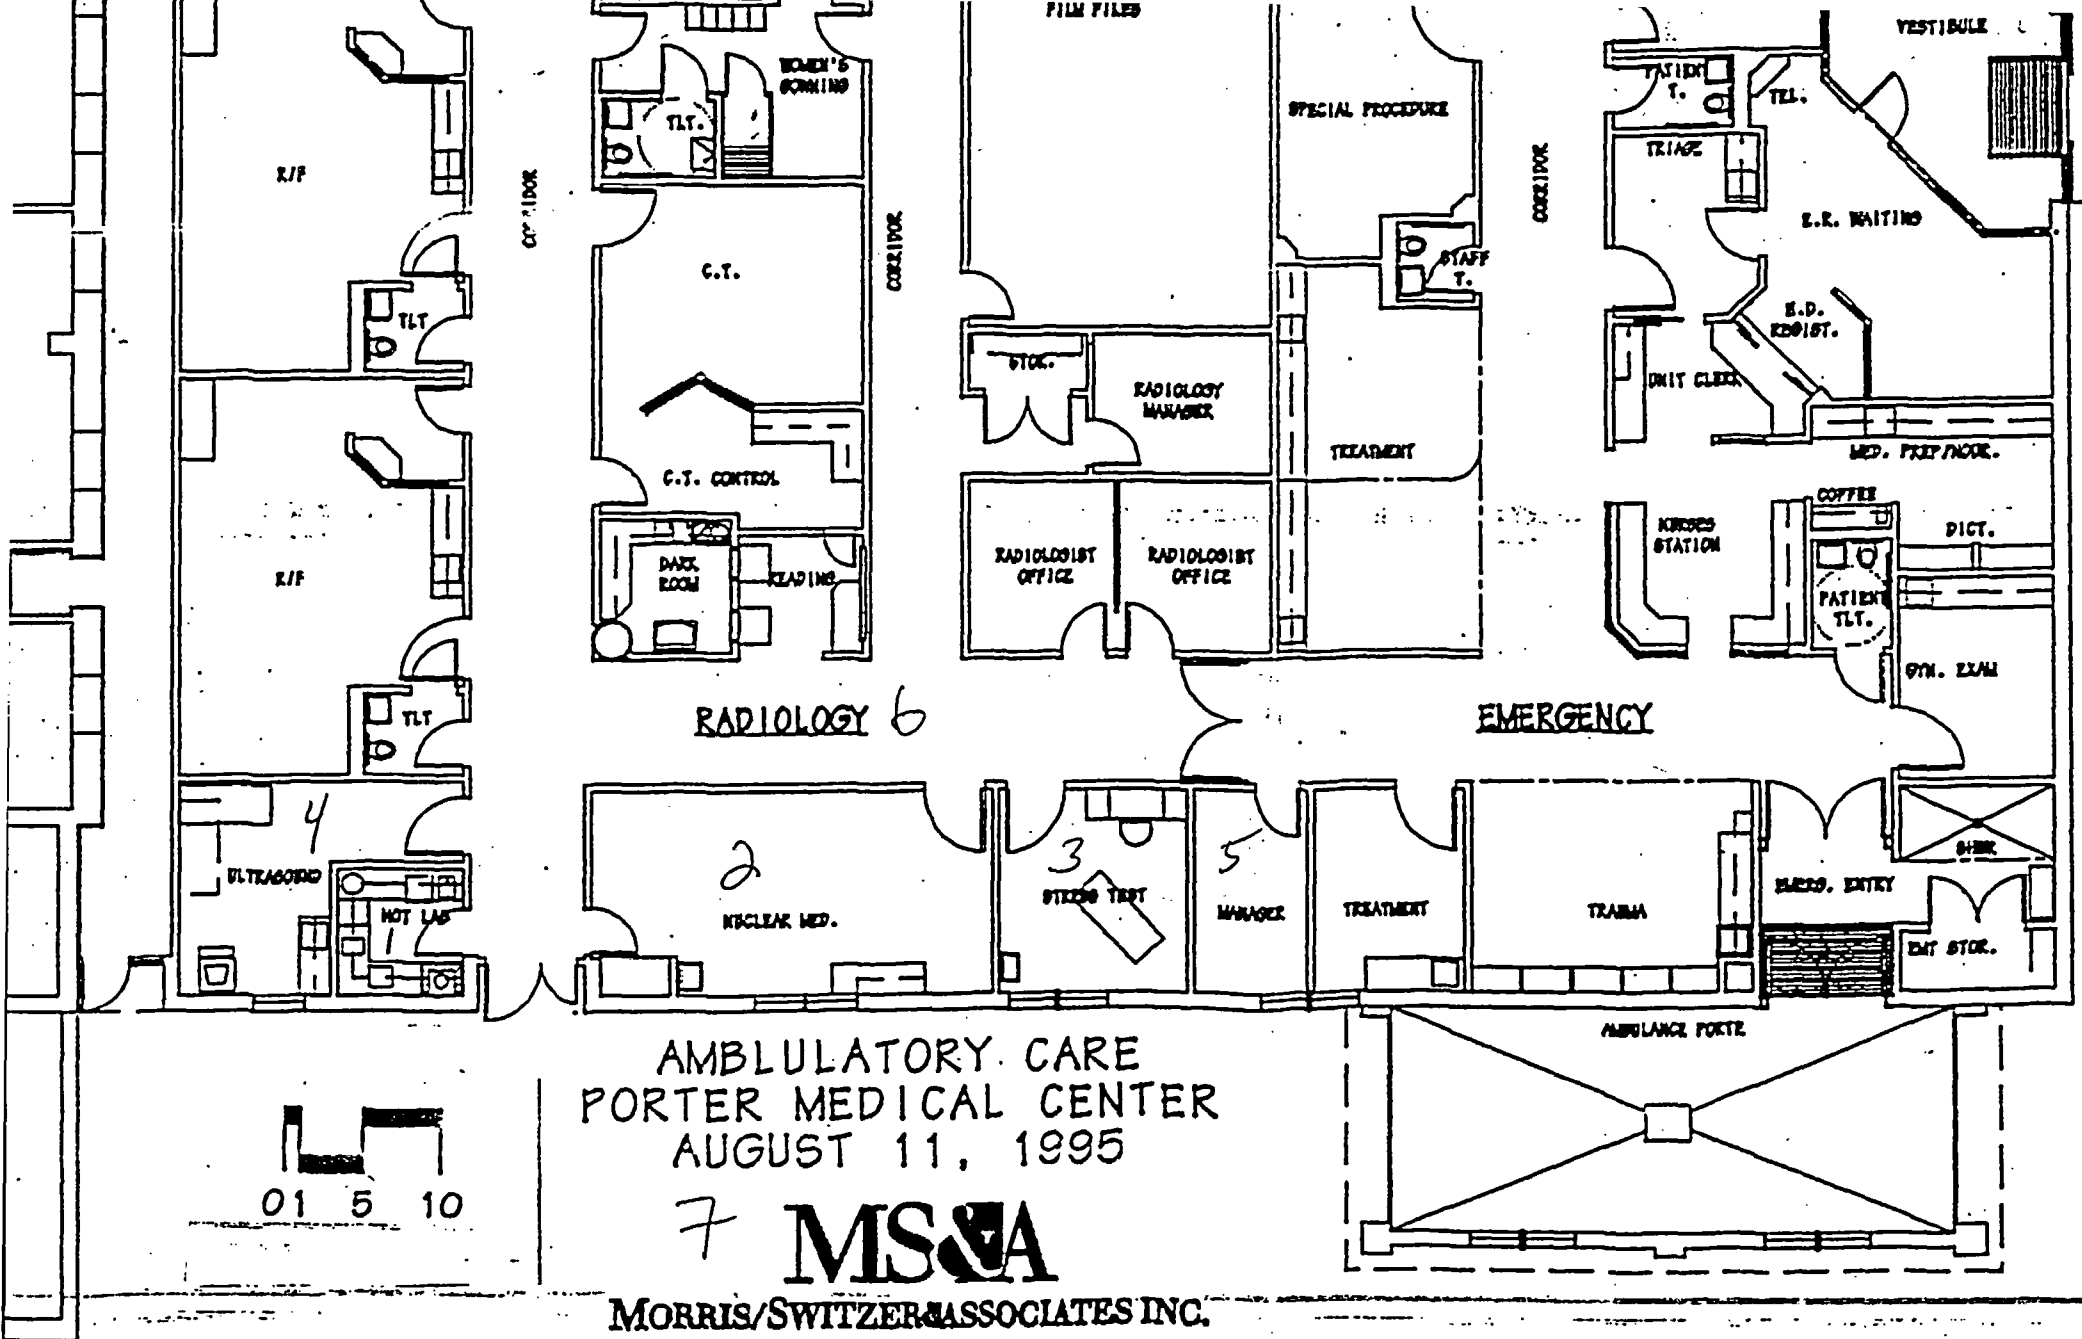 FILM FILES
VESTIBULE
WOMEN'S
GOWNING
PATIENT
T.
TEL.
TLT.
SPECIAL PROCEDURE
TRIAGE
R/F
CORRIDOR
CORRIDOR
CORRIDOR
E.R. WAITING
C.T.
STAFF
T.
TLT
E.D.
REGIST.
STOR.
RADIOLOGY
MANAGER
UNIT CLERK
TREATMENT
MED. PREP/NOUR.
C.T. CONTROL
COFFEE
NURSES
STATION
DICT.
RADIOLOGIST
OFFICE
RADIOLOGIST
OFFICE
DARK
ROOM
READING
R/F
PATIENT
TLT.
GYN. EXAM
TLT
RADIOLOGY 6
EMERGENCY
4
2
3
5
ULTRASOUND
STRESS TEST
EMERG. ENTRY
HOT LAB
1
NUCLEAR MED.
MANAGER
TREATMENT
TRAUMA
EMT STOR.
AMBULANCE PORTE
AMBLULATORY CARE
PORTER MEDICAL CENTER
AUGUST 11, 1995
0 1 5 10
7
MS&A
MORRIS/SWITZER&ASSOCIATES INC.